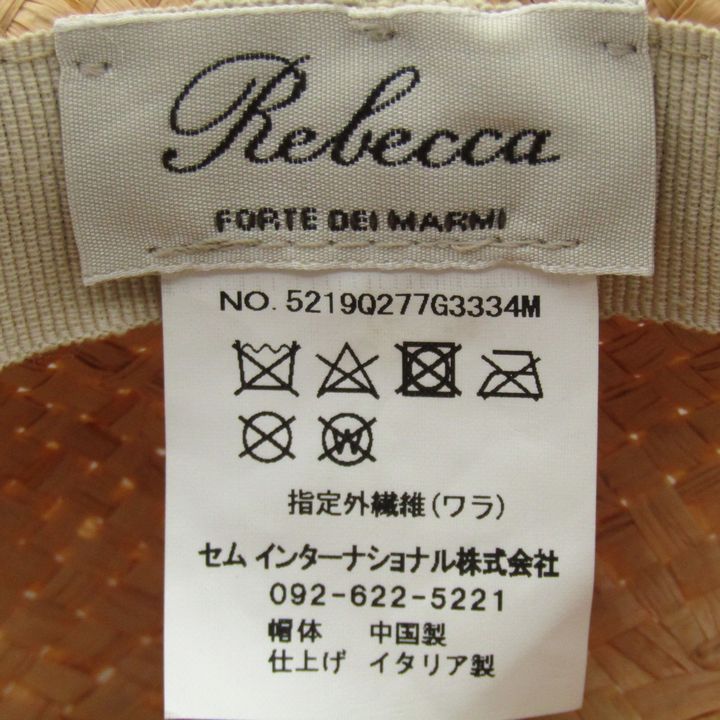 Rebecca
FORTE DEI MARMI
NO. 5219Q277G3334M
W
指定外繊維(ワラ)
セム インターナショナル株式会社
092-622-5221
帽体 中国製
仕上げ イタリア製